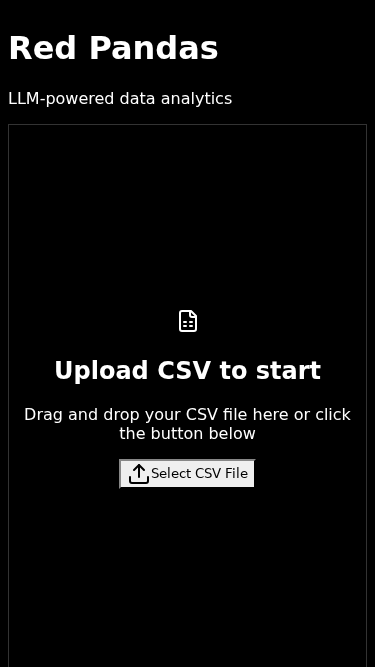 Red Pandas
LLM-powered data analytics
Upload CSV to start
Drag and drop your CSV file here or click
the button below
Select CSV File